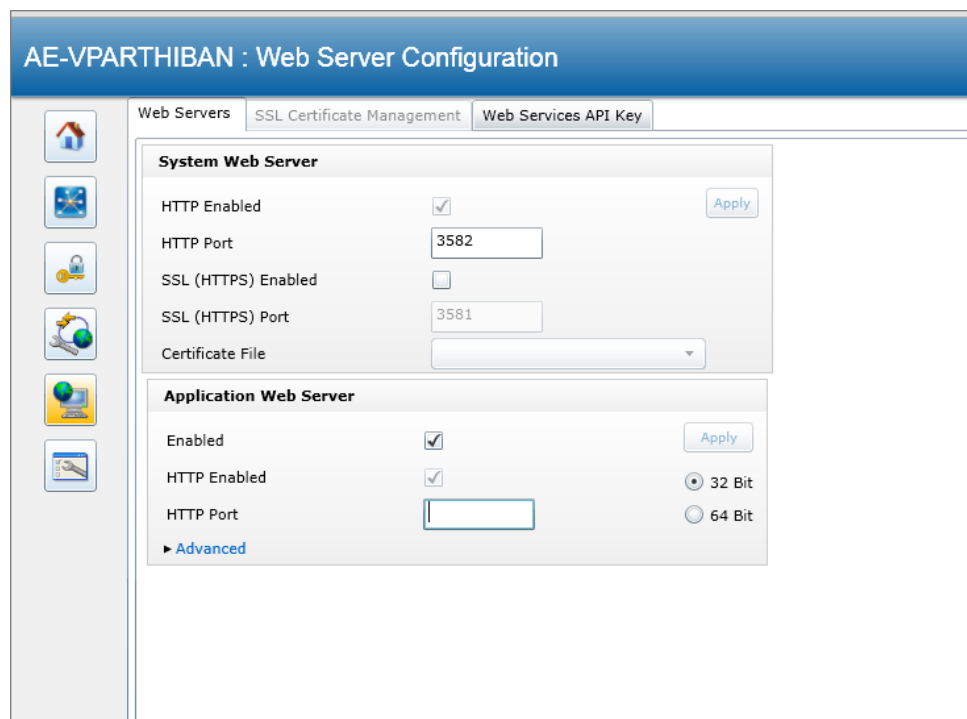 AE-VPARTHIBAN : Web Server Configuration
Web Servers SSL Certificate Management Web Services API Key
System Web Server
HTTP Enabled Apply
HTTP Port 3582
SSL (HTTPS) Enabled
SSL (HTTPS) Port 3581
Certificate File
Application Web Server
Enabled Apply
HTTP Enabled 32 Bit
HTTP Port 64 Bit
Advanced